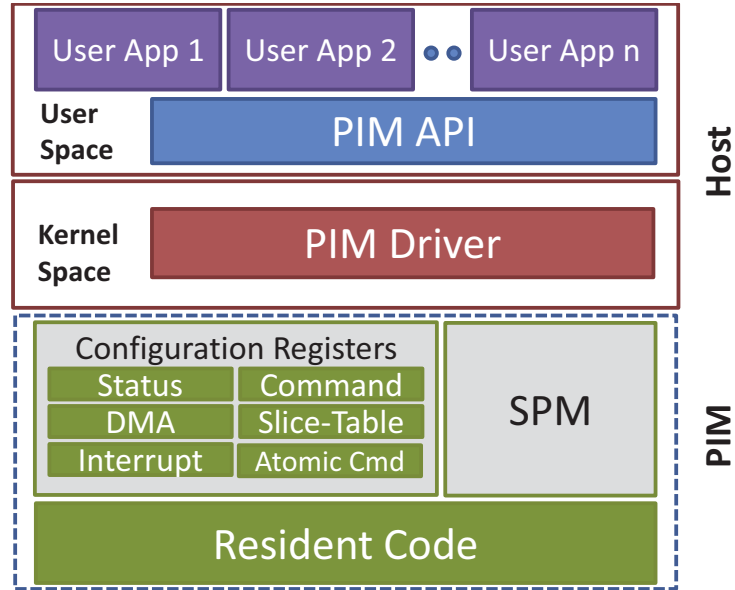 User App 1
User App 2
User App n
User
Space
PIM API
Host
Kernel
Space
PIM Driver
Configuration Registers
Status
Command
DMA
Slice-Table
Interrupt
Atomic Cmd
SPM
PIM
Resident Code